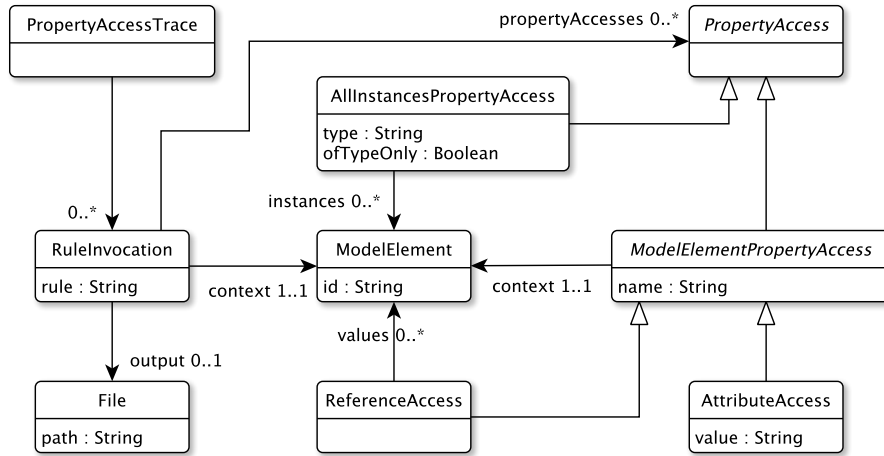 PropertyAccessTrace
propertyAccesses 0..*
PropertyAccess
AllInstancesPropertyAccess
type : String
ofTypeOnly : Boolean
instances 0..*
0..*
RuleInvocation
rule : String
context 1..1
ModelElement
id : String
context 1..1
ModelElementPropertyAccess
name : String
values 0..*
output 0..1
File
path : String
ReferenceAccess
AttributeAccess
value : String